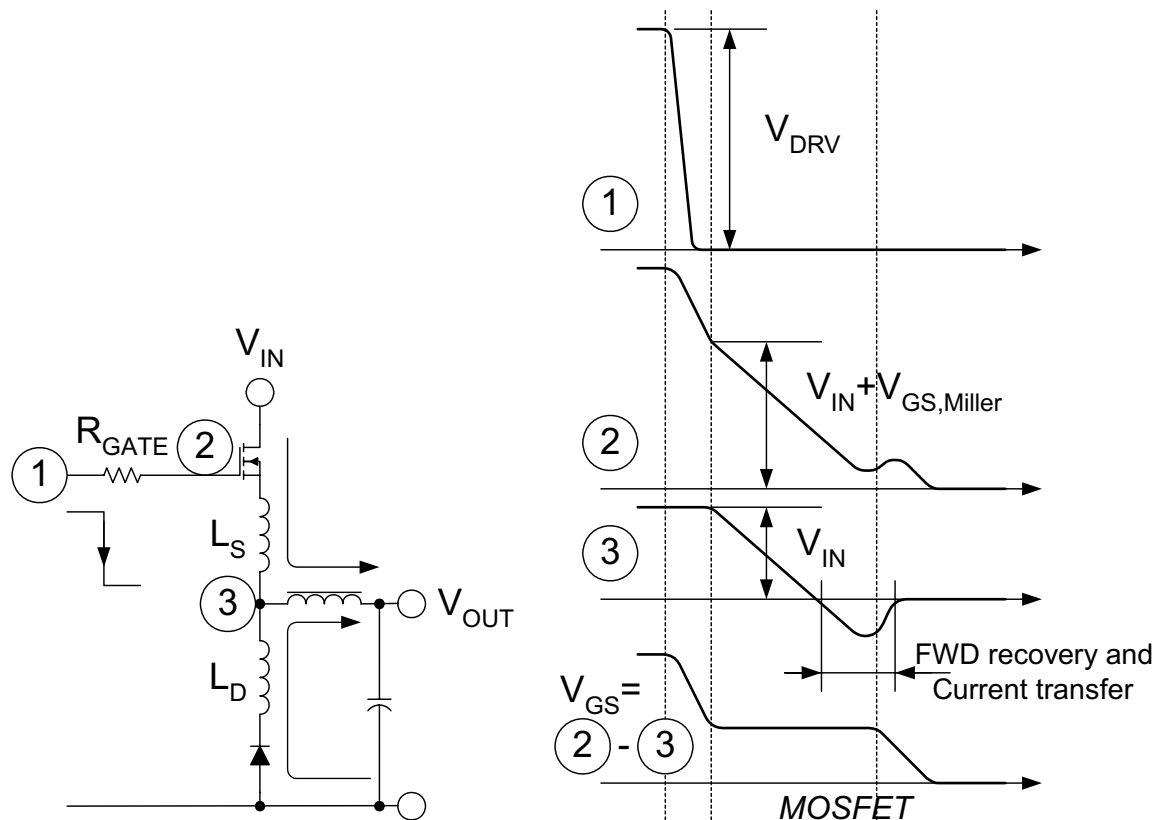 V_IN
R_GATE
1
2
L_S
3
V_OUT
L_D
1
V_DRV
2
V_IN+V_GS,Miller
3
V_IN
FWD recovery and
Current transfer
V_GS=
2 - 3
MOSFET